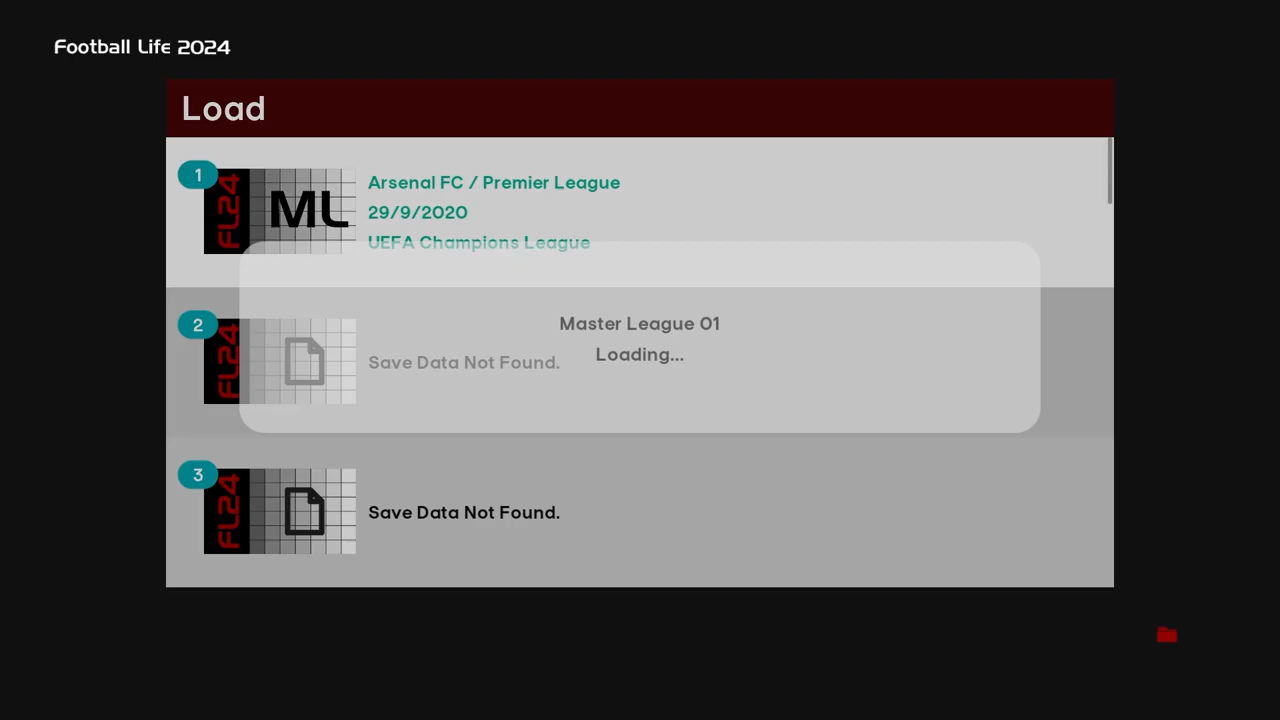 Football Life 2024
Load
1
FL24
ML
Arsenal FC / Premier League
29/9/2020
UEFA Champions League
Master League 01
Loading...
2
FL24
Save Data Not Found.
3
FL24
Save Data Not Found.